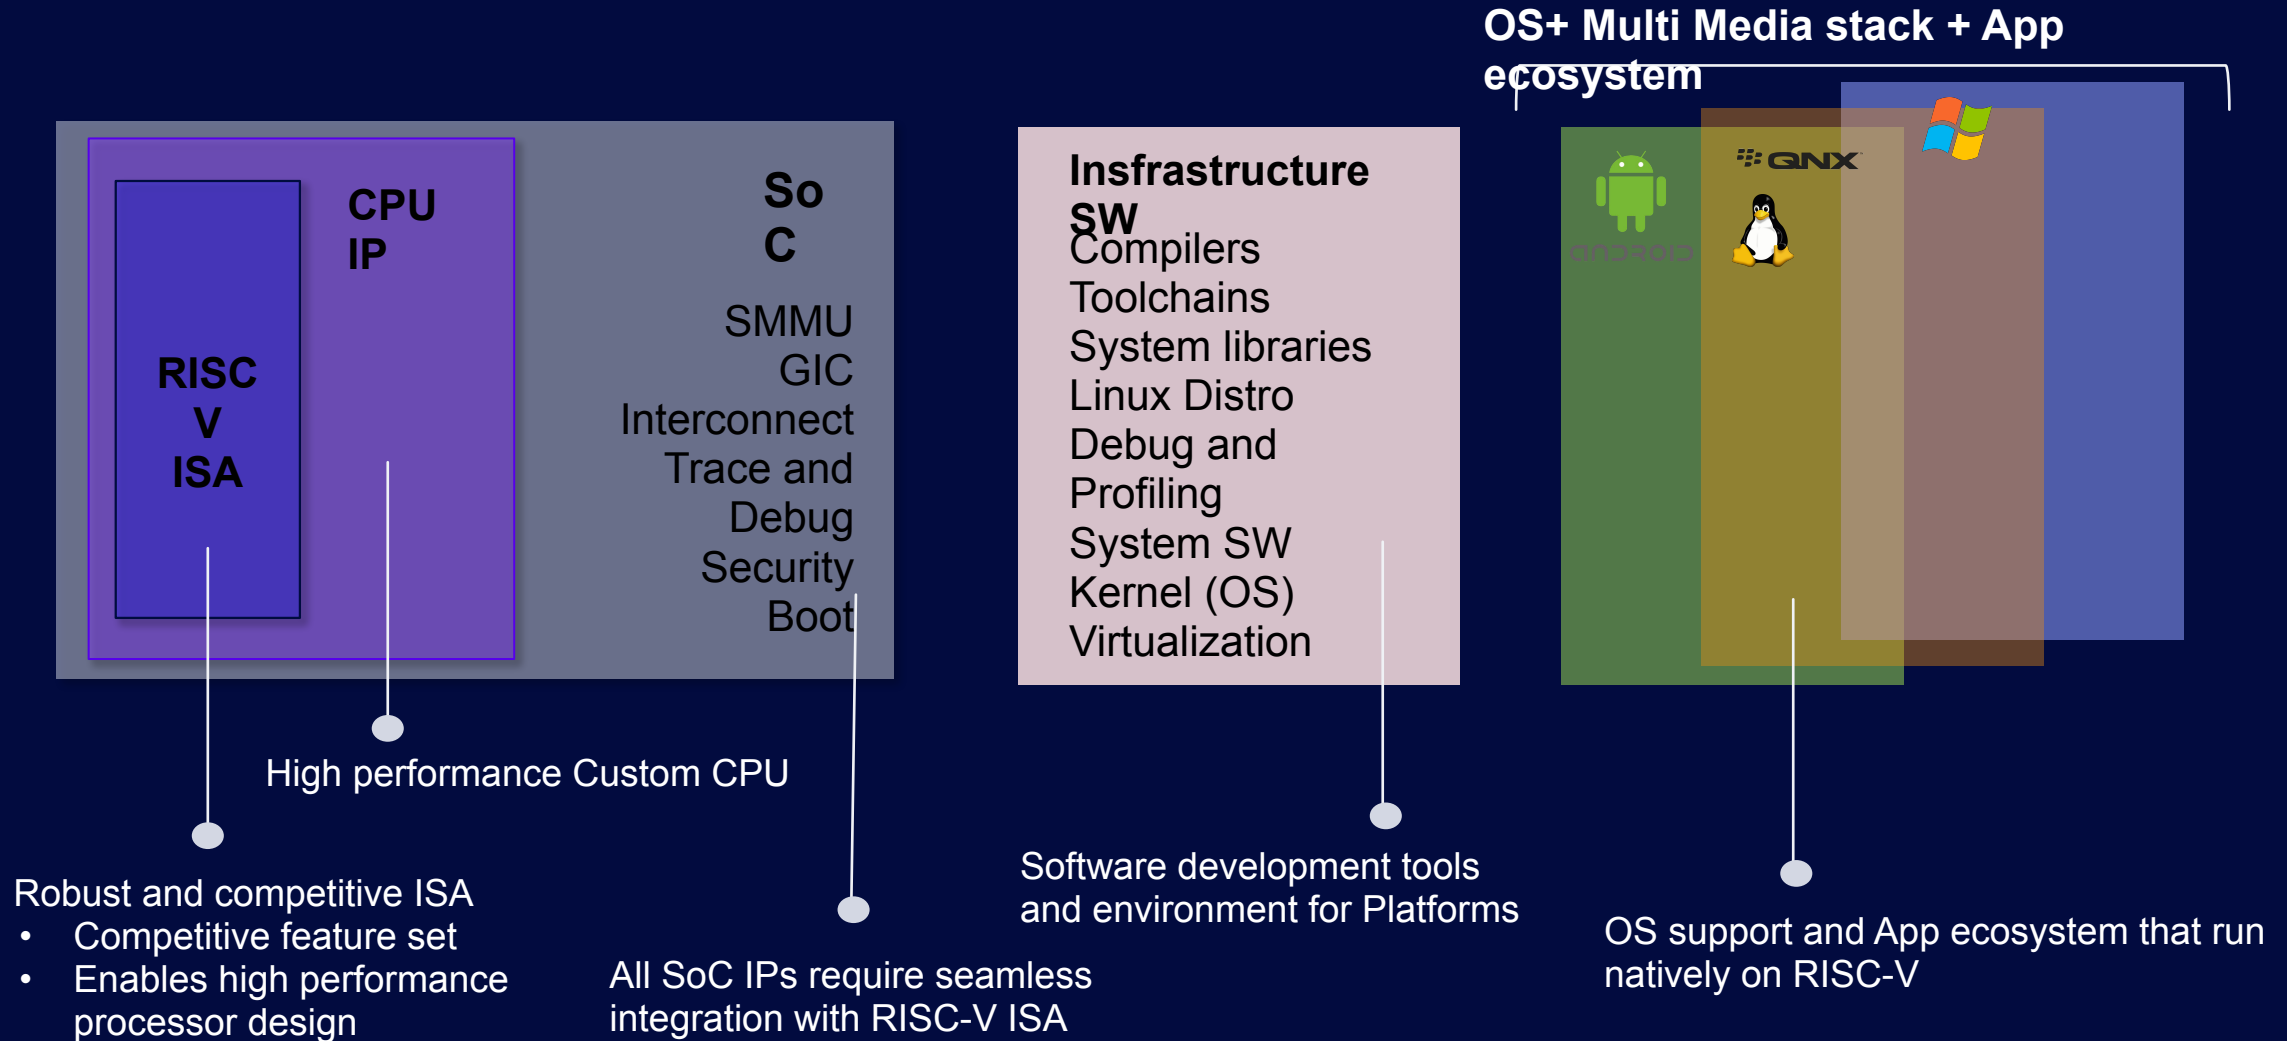 OS+ Multi Media stack + App
ecosystem
RISC
V
ISA
CPU
IP
So
C
SMMU
GIC
Interconnect
Trace and
Debug
Security
Boot
Insfrastructure
SW
Compilers
Toolchains
System libraries
Linux Distro
Debug and
Profiling
System SW
Kernel (OS)
Virtualization
ANDROID
QNX
High performance Custom CPU
Robust and competitive ISA
• Competitive feature set
• Enables high performance
processor design
All SoC IPs require seamless
integration with RISC-V ISA
Software development tools
and environment for Platforms
OS support and App ecosystem that run
natively on RISC-V